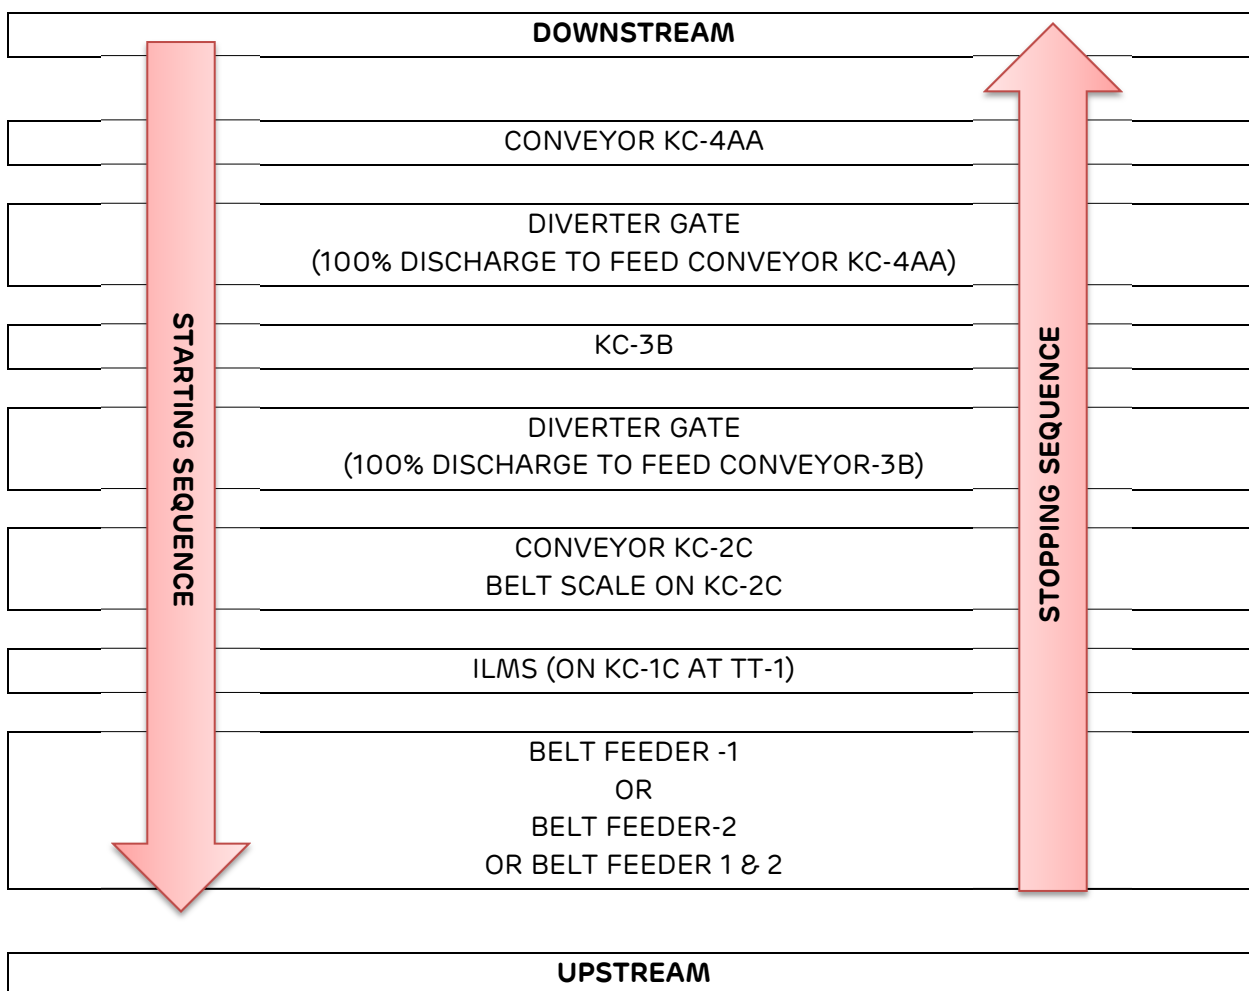 DOWNSTREAM
CONVEYOR KC-4AA
DIVERTER GATE
(100% DISCHARGE TO FEED CONVEYOR KC-4AA)
KC-3B
DIVERTER GATE
(100% DISCHARGE TO FEED CONVEYOR-3B)
CONVEYOR KC-2C
BELT SCALE ON KC-2C
ILMS (ON KC-1C AT TT-1)
BELT FEEDER -1
OR
BELT FEEDER-2
OR BELT FEEDER 1 & 2
UPSTREAM
STARTING SEQUENCE
STOPPING SEQUENCE